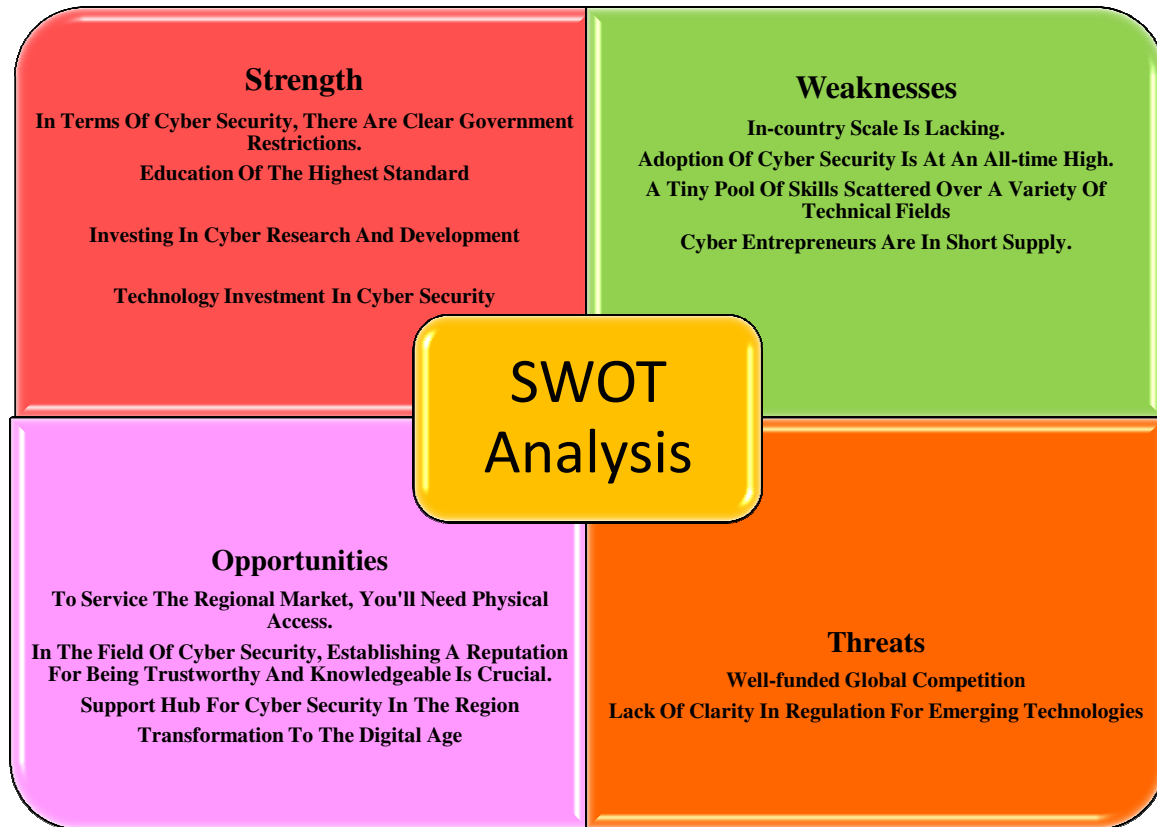 Strength
In Terms Of Cyber Security, There Are Clear Government
Restrictions.
Education Of The Highest Standard
Investing In Cyber Research And Development
Technology Investment In Cyber Security
Weaknesses
In-country Scale Is Lacking.
Adoption Of Cyber Security Is At An All-time High.
A Tiny Pool Of Skills Scattered Over A Variety Of
Technical Fields
Cyber Entrepreneurs Are In Short Supply.
SWOT
Analysis
Opportunities
To Service The Regional Market, You'll Need Physical
Access.
In The Field Of Cyber Security, Establishing A Reputation
For Being Trustworthy And Knowledgeable Is Crucial.
Support Hub For Cyber Security In The Region
Transformation To The Digital Age
Threats
Well-funded Global Competition
Lack Of Clarity In Regulation For Emerging Technologies